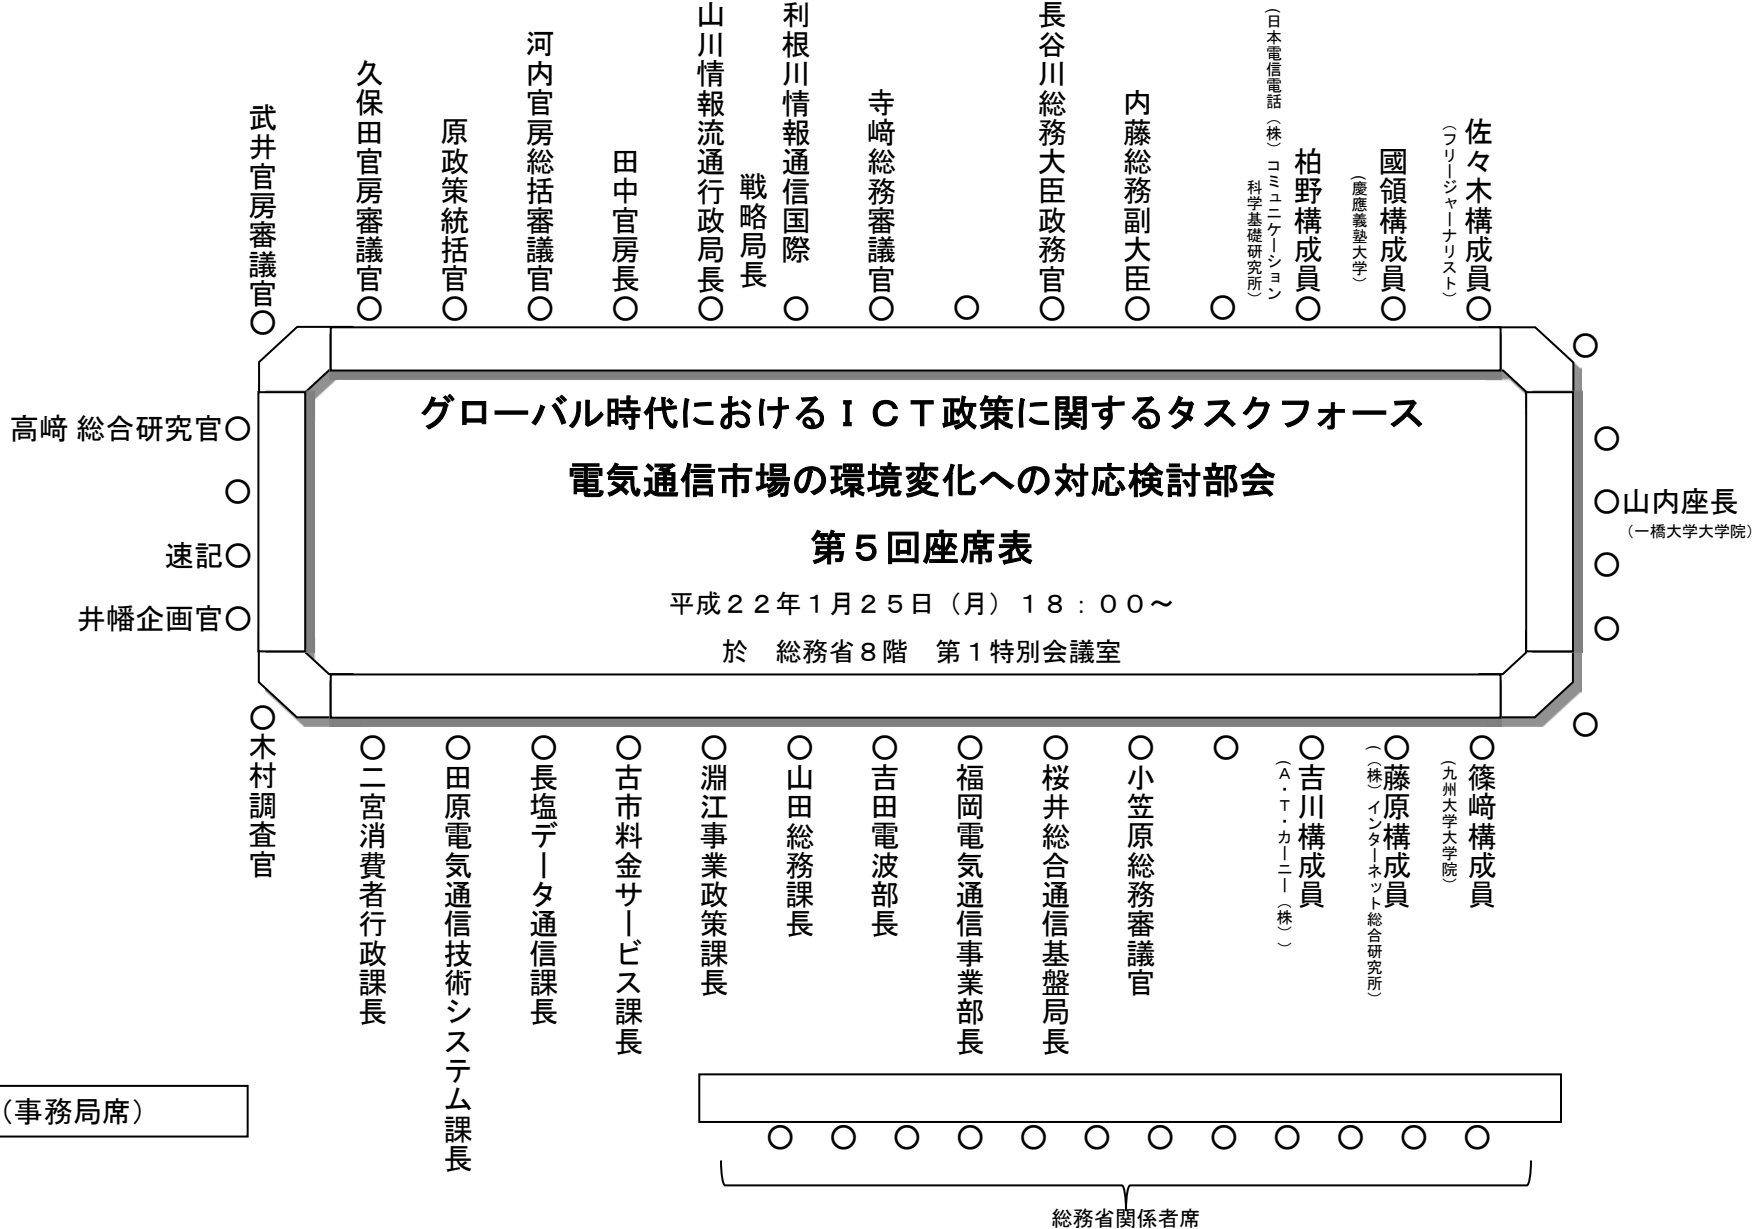 武井官房審議官
久保田官房審議官
原政策統括官
河内官房総括審議官
田中官房長
山川情報流通行政局長
利根川情報通信国際
戦略局長
寺﨑総務審議官
長谷川総務大臣政務官
内藤総務副大臣
柏野構成員
（日本電信電話（株）コミュニケーション
科学基礎研究所）
國領構成員
（慶應義塾大学）
佐々木構成員
（フリージャーナリスト）
高﨑 総合研究官
速記
井幡企画官
グローバル時代におけるＩＣＴ政策に関するタスクフォース
電気通信市場の環境変化への対応検討部会
第５回座席表
平成２２年１月２５日（月）１８：００～
於　総務省８階　第１特別会議室
山内座長
（一橋大学大学院）
木村調査官
二宮消費者行政課長
田原電気通信技術システム課長
長塩データ通信課長
古市料金サービス課長
淵江事業政策課長
山田総務課長
吉田電波部長
福岡電気通信事業部長
桜井総合通信基盤局長
小笠原総務審議官
吉川構成員
（Ａ・Ｔ・カーニー（株））
藤原構成員
（（株）インターネット総合研究所）
篠﨑構成員
（九州大学大学院）
（事務局席）
総務省関係者席